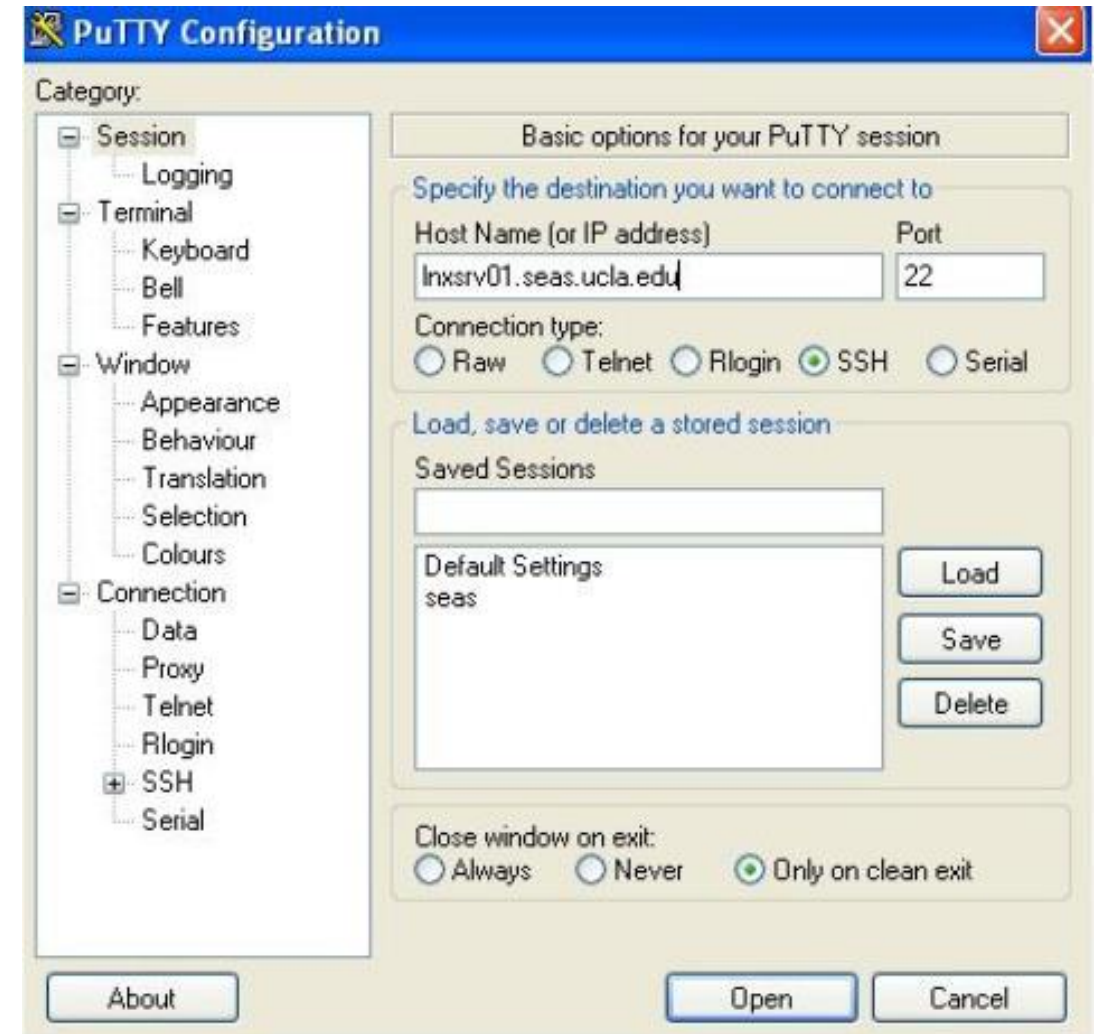 PuTTY Configuration
Category:
Session
Logging
Terminal
Keyboard
Bell
Features
Window
Appearance
Behaviour
Translation
Selection
Colours
Connection
Data
Proxy
Telnet
Rlogin
SSH
Serial
Basic options for your PuTTY session
Specify the destination you want to connect to
Host Name (or IP address) Port
lnxsrv01.seas.ucla.edu 22
Connection type:
Raw Telnet Rlogin SSH Serial
Load, save or delete a stored session
Saved Sessions
Default Settings
seas
Load
Save
Delete
Close window on exit:
Always Never Only on clean exit
About Open Cancel